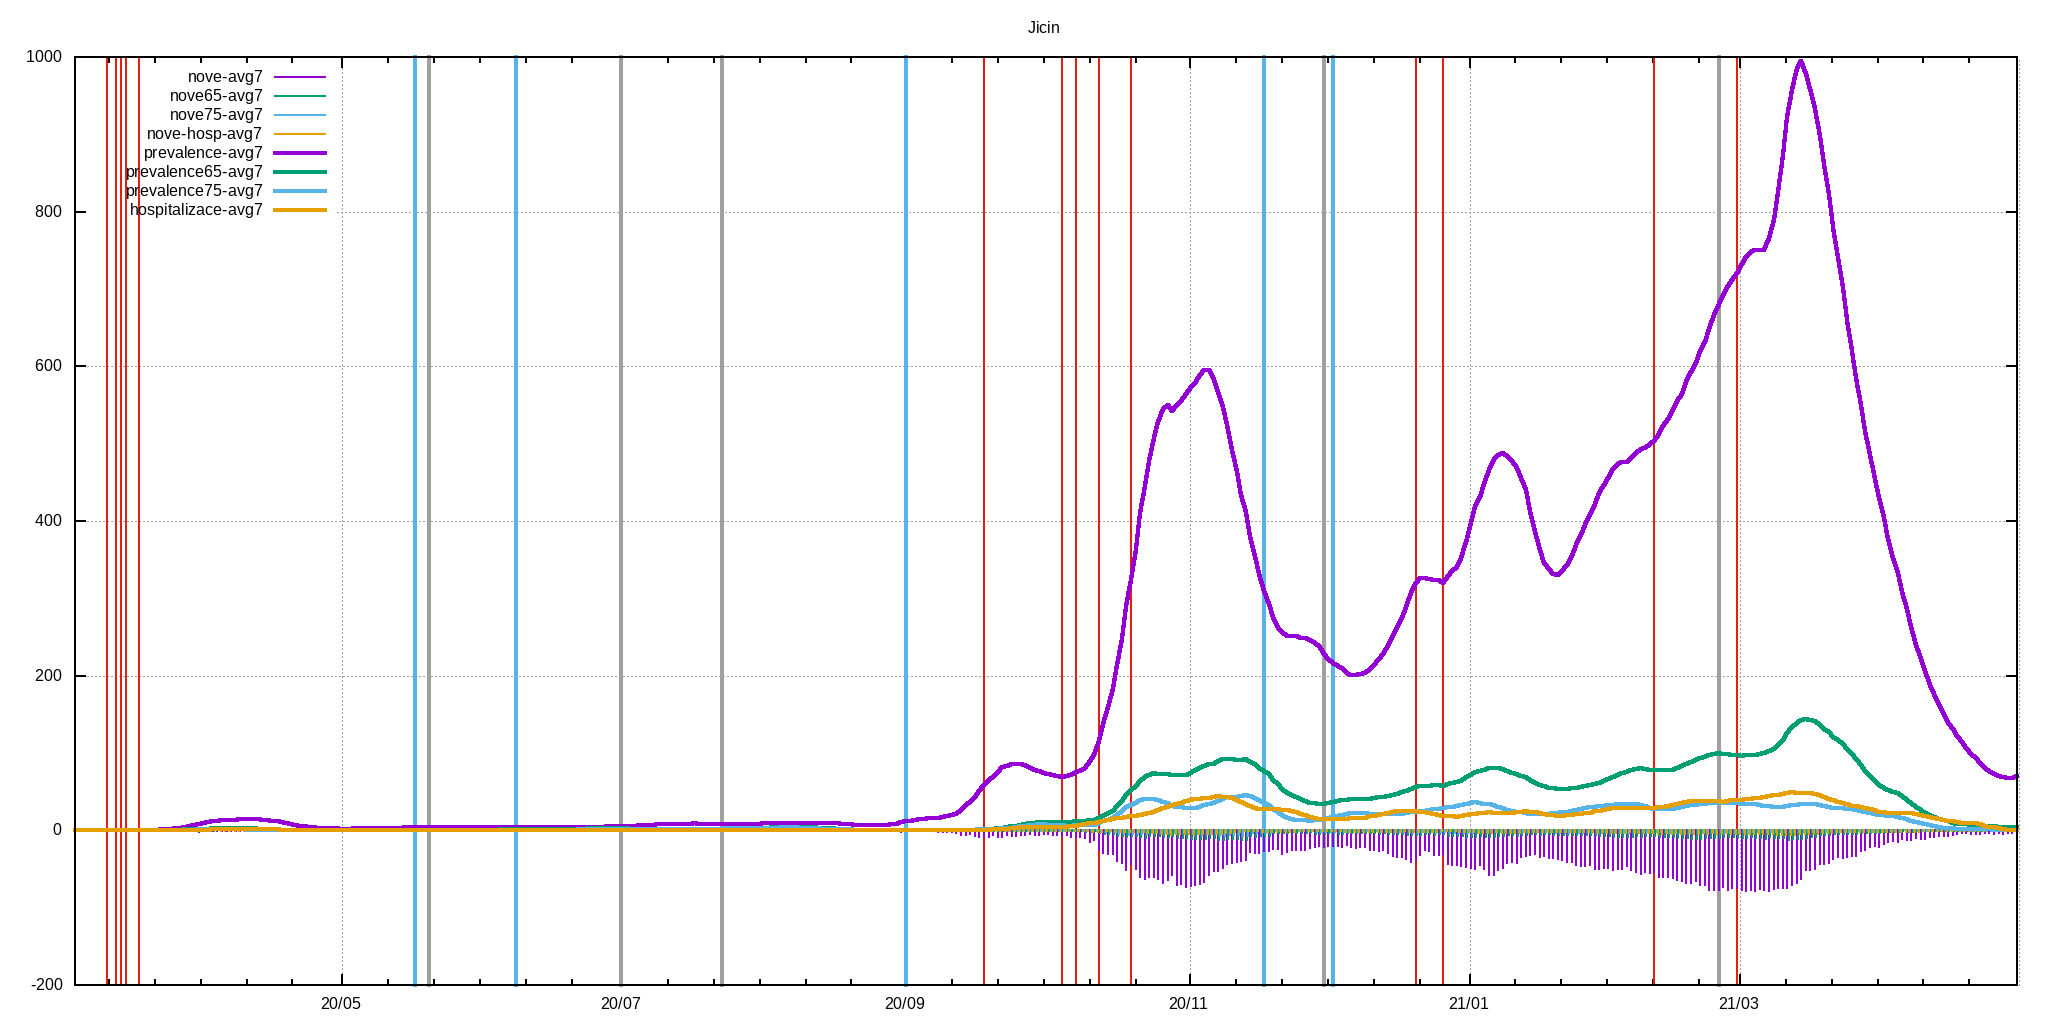 Jicin
1000
800
600
400
200
0
-200
nove-avg7
nove65-avg7
nove75-avg7
nove-hosp-avg7
prevalence-avg7
prevalence65-avg7
prevalence75-avg7
hospitalizace-avg7
20/05 20/07 20/09 20/11 21/01 21/03